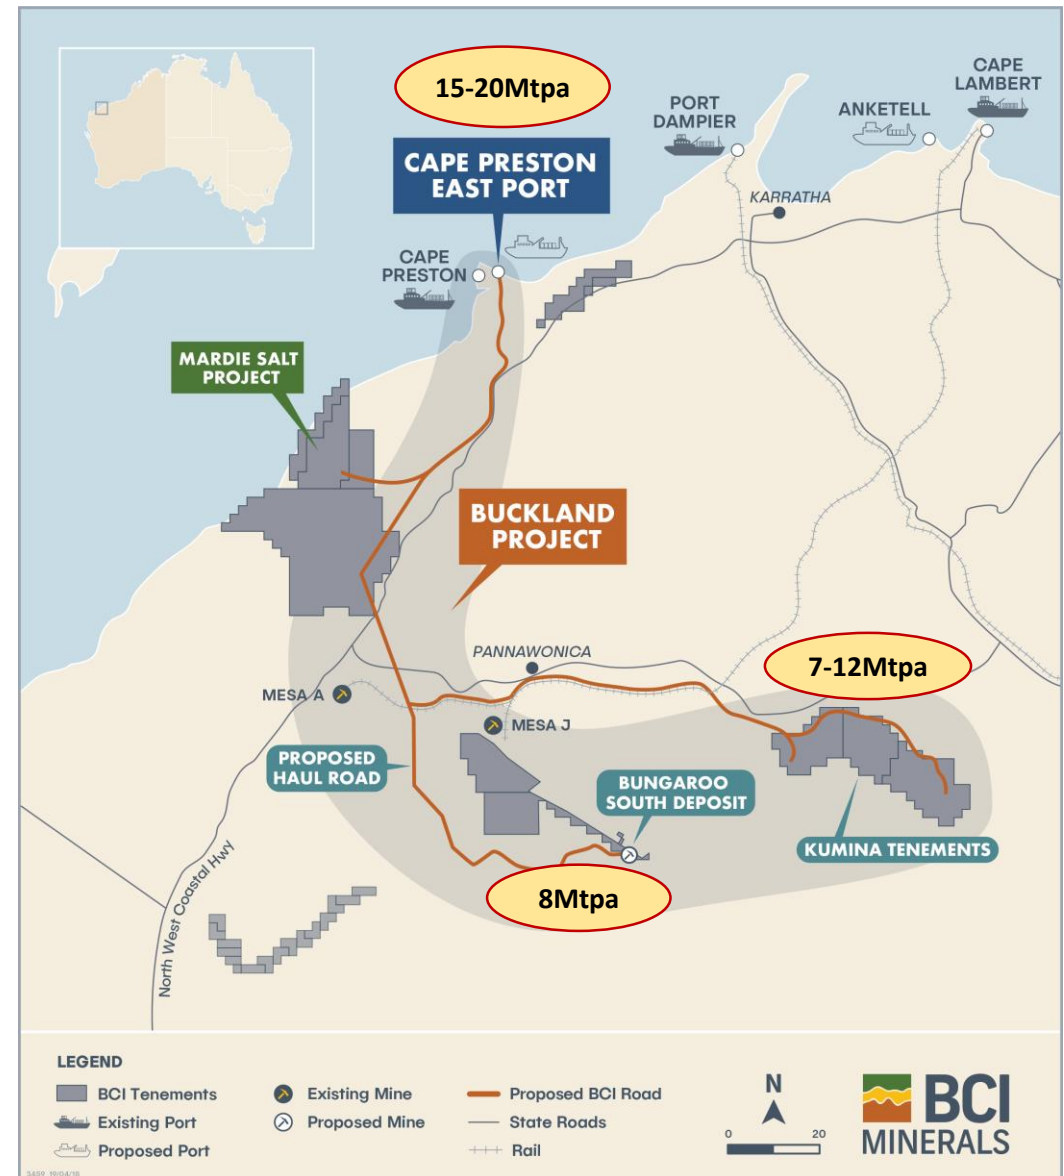 15-20Mtpa
CAPE
LAMBERT
PORT
DAMPIER
ANKETELL
CAPE PRESTON
EAST PORT
KARRATHA
CAPE
PRESTON
MARDIE SALT
PROJECT
BUCKLAND
PROJECT
PANNAWONICA
7-12Mtpa
MESA A
MESA J
PROPOSED
HAUL ROAD
BUNGAROO
SOUTH DEPOSIT
KUMINA TENEMENTS
8Mtpa
North West Coastal Hwy
LEGEND
BCI Tenements
Existing Mine
Proposed BCI Road
Existing Port
Proposed Mine
State Roads
Proposed Port
Rail
N
0 20
BCI
MINERALS